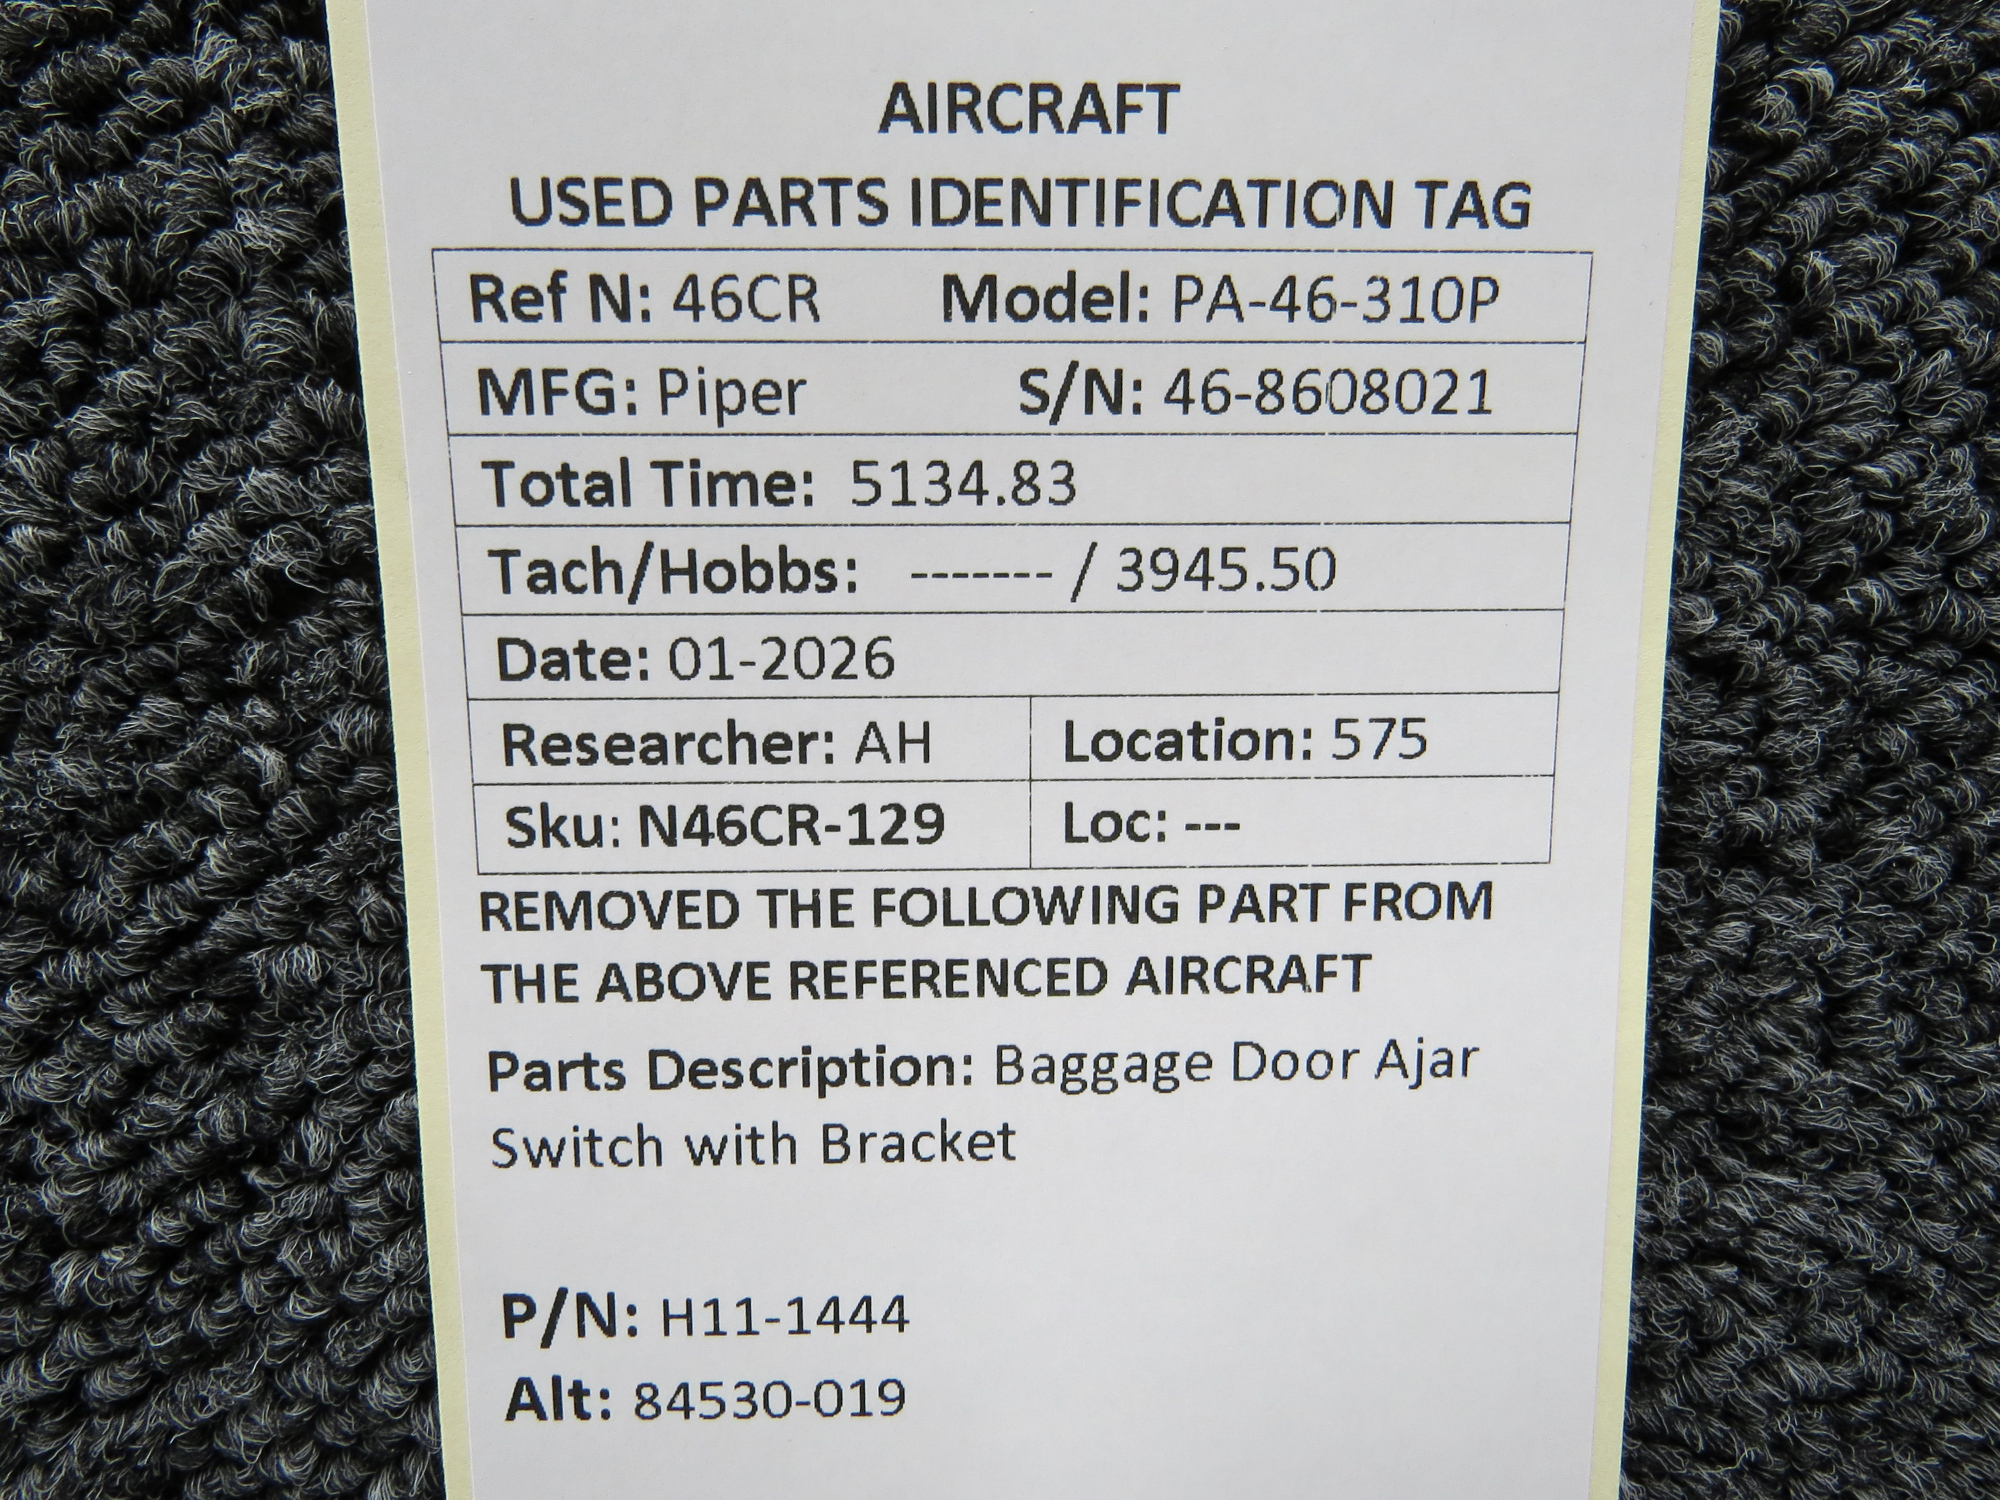 AIRCRAFT
USED PARTS IDENTIFICATION TAG
Ref N: 46CR Model: PA-46-310P
MFG: Piper S/N: 46-8608021
Total Time: 5134.83
Tach/Hobbs: ------- / 3945.50
Date: 01-2026
Researcher: AH Location: 575
Sku: N46CR-129 Loc: ---
REMOVED THE FOLLOWING PART FROM
THE ABOVE REFERENCED AIRCRAFT
Parts Description: Baggage Door Ajar
Switch with Bracket
P/N: H11-1444
Alt: 84530-019